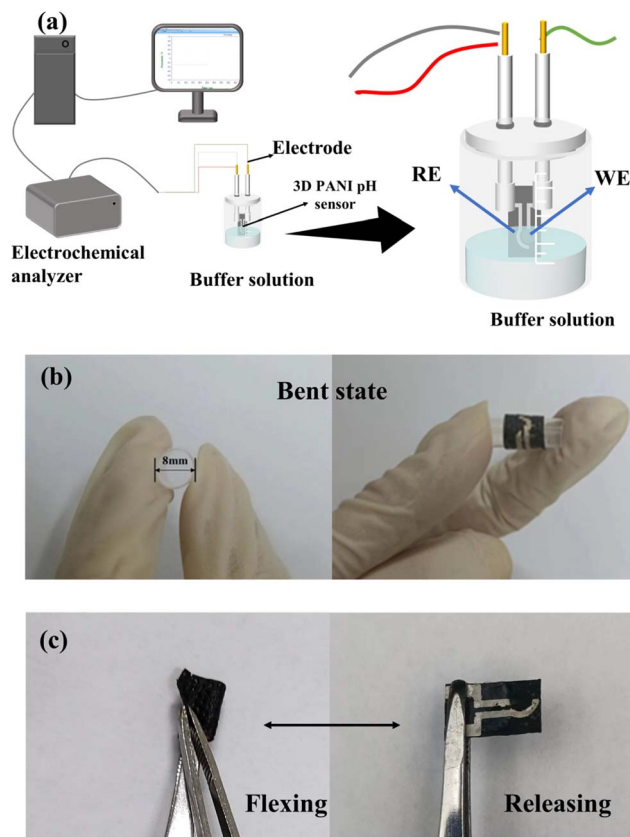 (a)
Electrode
3D PANI pH
sensor
Electrochemical
analyzer
Buffer solution
RE
WE
Buffer solution
(b)
Bent state
8mm
(c)
Flexing
Releasing